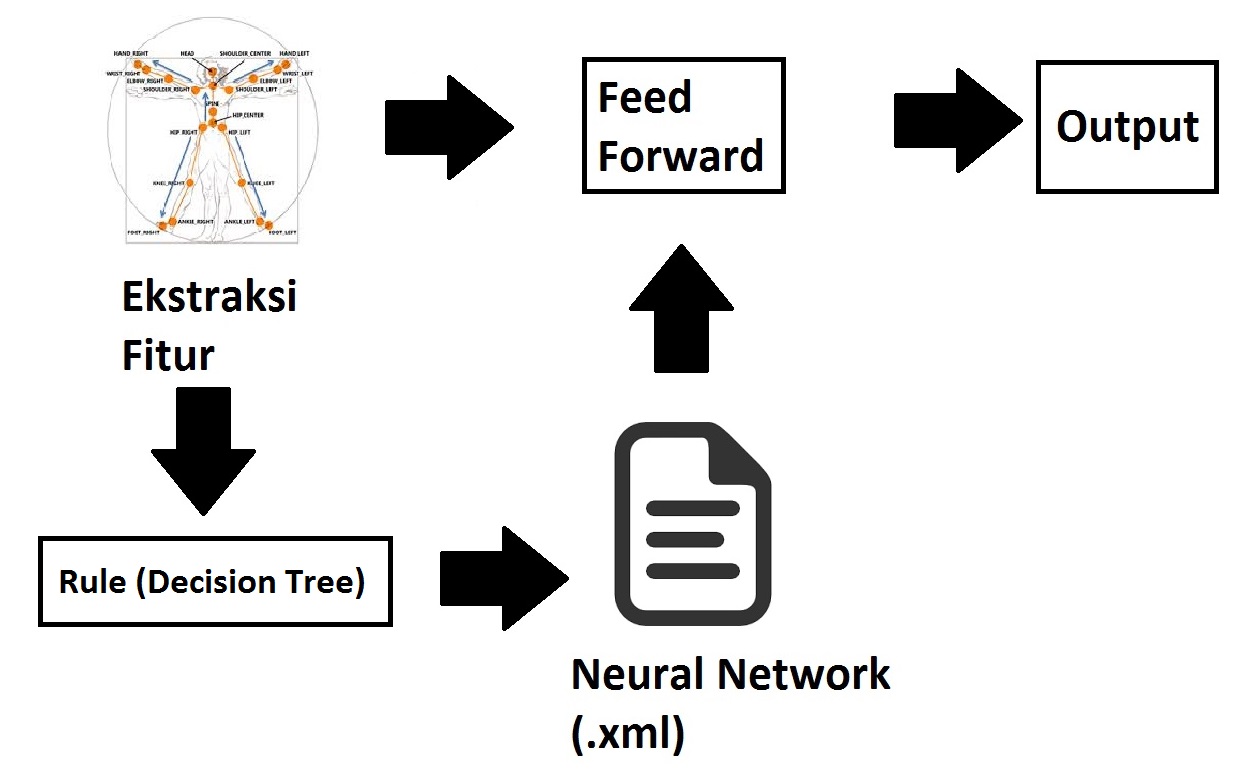 HAND_RIGHT HEAD SHOULDER_CENTER HAND_LEFT
WRIST_RIGHT WRIST_LEFT
ELBOW_RIGHT ELBOW_LEFT
SHOULDER_RIGHT SHOULDER_LEFT
SPINE
HIP_CENTER
HIP_RIGHT HIP_LEFT
KNEE_RIGHT KNEE_LEFT
ANKLE_RIGHT ANKLE_LEFT
FOOT_RIGHT FOOT_LEFT
Ekstraksi
Fitur
Feed
Forward
Output
Rule (Decision Tree)
Neural Network
(.xml)